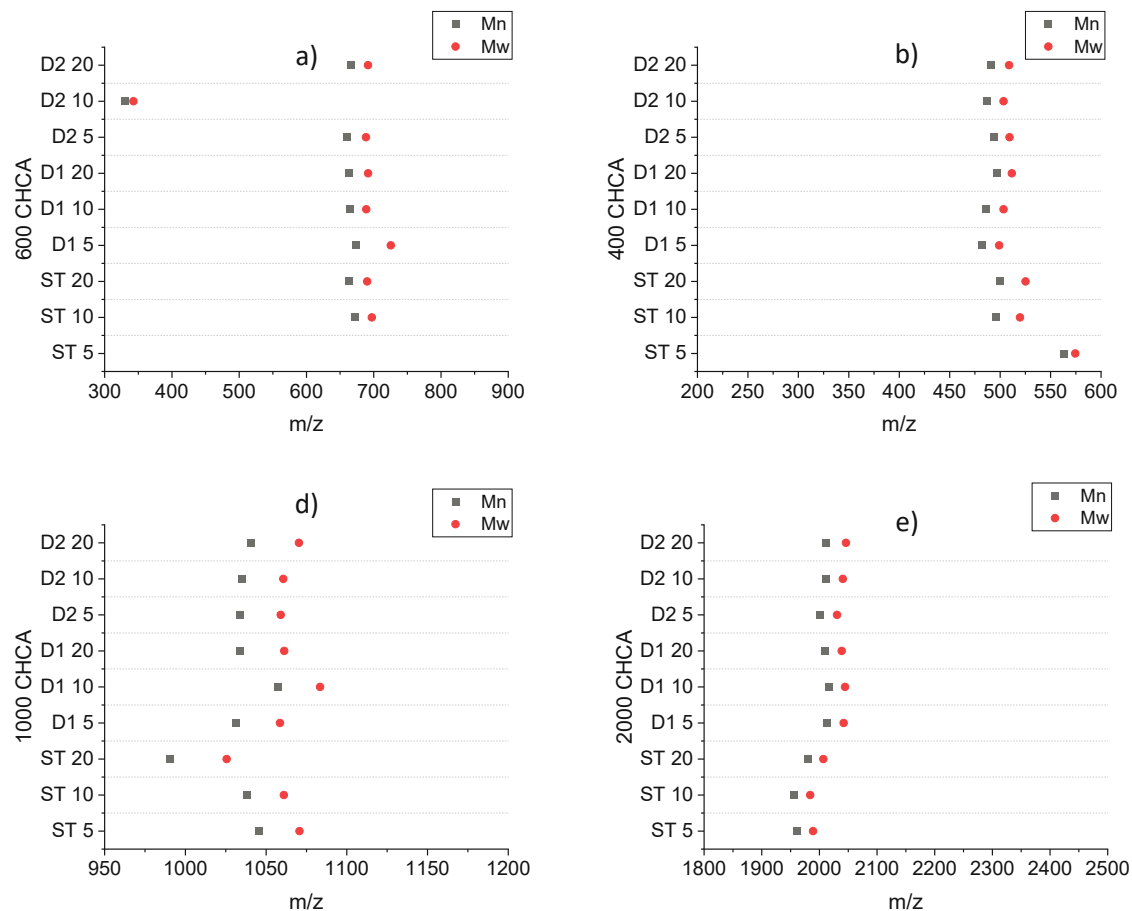 Mn
Mw
a)
D2 20
D2 10
D2 5
D1 20
D1 10
D1 5
ST 20
ST 10
ST 5
600 CHCA
300 400 500 600 700 800 900
m/z
Mn
Mw
b)
D2 20
D2 10
D2 5
D1 20
D1 10
D1 5
ST 20
ST 10
ST 5
400 CHCA
200 250 300 350 400 450 500 550 600
m/z
Mn
Mw
d)
D2 20
D2 10
D2 5
D1 20
D1 10
D1 5
ST 20
ST 10
ST 5
1000 CHCA
950 1000 1050 1100 1150 1200
m/z
Mn
Mw
e)
D2 20
D2 10
D2 5
D1 20
D1 10
D1 5
ST 20
ST 10
ST 5
2000 CHCA
1800 1900 2000 2100 2200 2300 2400 2500
m/z